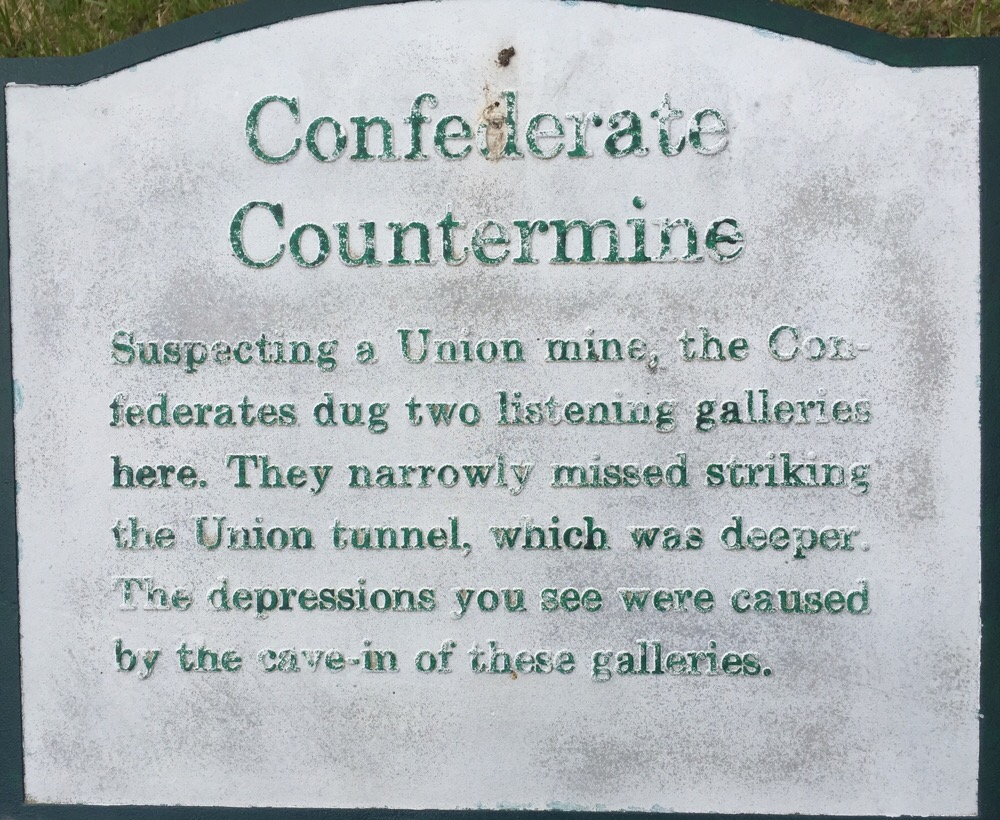 Confederate
Countermine
Suspecting a Union mine, the Con-
federates dug two listening galleries
here. They narrowly missed striking
the Union tunnel, which was deeper.
The depressions you see were caused
by the cave-in of these galleries.